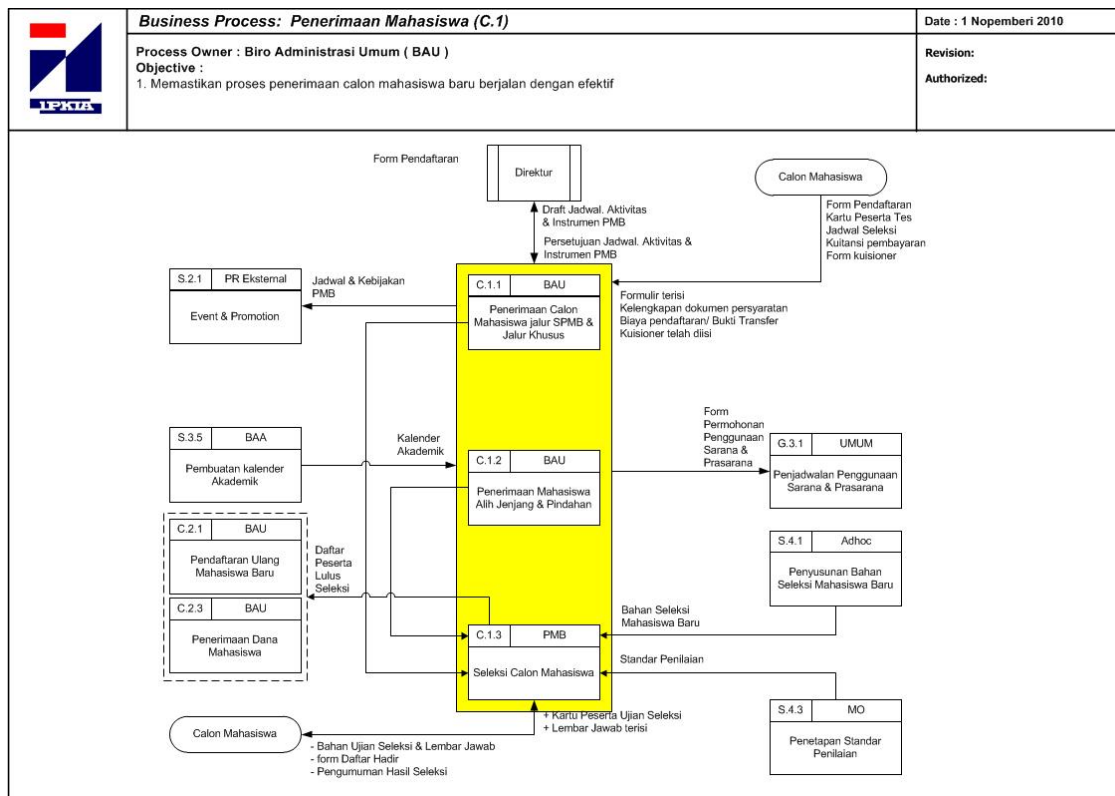 1PKIA
Business Process: Penerimaan Mahasiswa (C.1)
Process Owner : Biro Administrasi Umum ( BAU )
Objective :
1. Memastikan proses penerimaan calon mahasiswa baru berjalan dengan efektif
Date : 1 Nopemberi 2010
Revision:
Authorized:
Form Pendaftaran
Direktur
Calon Mahasiswa
Draft Jadwal. Aktivitas
& Instrumen PMB
Persetujuan Jadwal. Aktivitas &
Instrumen PMB
Form Pendaftaran
Kartu Peserta Tes
Jadwal Seleksi
Kuitansi pembayaran
Form kuisioner
S.2.1 PR Eksternal
Event & Promotion
Jadwal & Kebijakan
PMB
C.1.1 BAU
Penerimaan Calon
Mahasiswa jalur SPMB &
Jalur Khusus
Formulir terisi
Kelengkapan dokumen persyaratan
Biaya pendaftaran/ Bukti Transfer
Kuisioner telah diisi
S.3.5 BAA
Pembuatan kalender
Akademik
Kalender
Akademik
C.1.2 BAU
Penerimaan Mahasiswa
Alih Jenjang & Pindahan
Form
Permohonan
Penggunaan
Sarana &
Prasarana
G.3.1 UMUM
Penjadwalan Penggunaan
Sarana & Prasarana
C.2.1 BAU
Pendaftaran Ulang
Mahasiswa Baru
C.2.3 BAU
Penerimaan Dana
Mahasiswa
Daftar
Peserta
Lulus
Seleksi
S.4.1 Adhoc
Penyusunan Bahan
Seleksi Mahasiswa Baru
Bahan Seleksi
Mahasiswa Baru
C.1.3 PMB
Seleksi Calon Mahasiswa
Standar Penilaian
S.4.3 MO
Penetapan Standar
Penilaian
Calon Mahasiswa
+ Kartu Peserta Ujian Seleksi
+ Lembar Jawab terisi
- Bahan Ujian Seleksi & Lembar Jawab
- form Daftar Hadir
- Pengumuman Hasil Seleksi